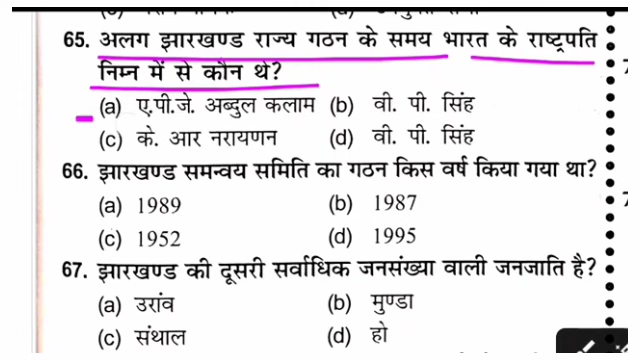 65. अलग झारखण्ड राज्य गठन के समय भारत के राष्ट्रपति
निम्न में से कौन थे?
(a) ए.पी.जे. अब्दुल कलाम (b) वी. पी. सिंह
(c) के. आर नरायणन (d) वी. पी. सिंह
66. झारखण्ड समन्वय समिति का गठन किस वर्ष किया गया था?
(a) 1989 (b) 1987
(c) 1952 (d) 1995
67. झारखण्ड की दूसरी सर्वाधिक जनसंख्या वाली जनजाति है?
(a) उरांव (b) मुण्डा
(c) संथाल (d) हो